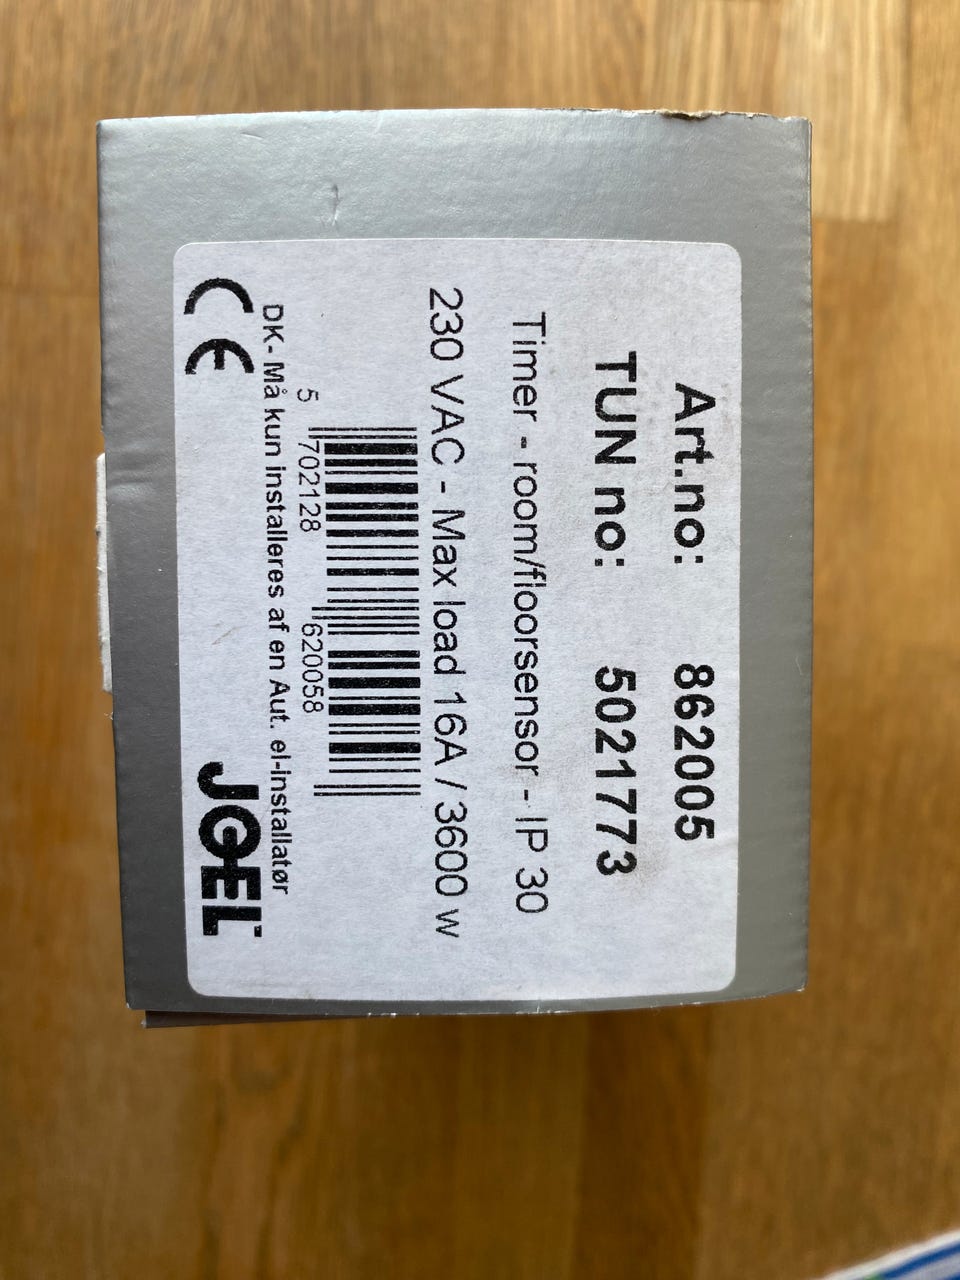 Art.no: 862005
TUN no: 5021773
Timer - room/floorsensor - IP 30
230 VAC - Max load 16A / 3600 w
5 702128 620058
DK- Må kun installeres af en Aut. el-installatør
CE JOEL